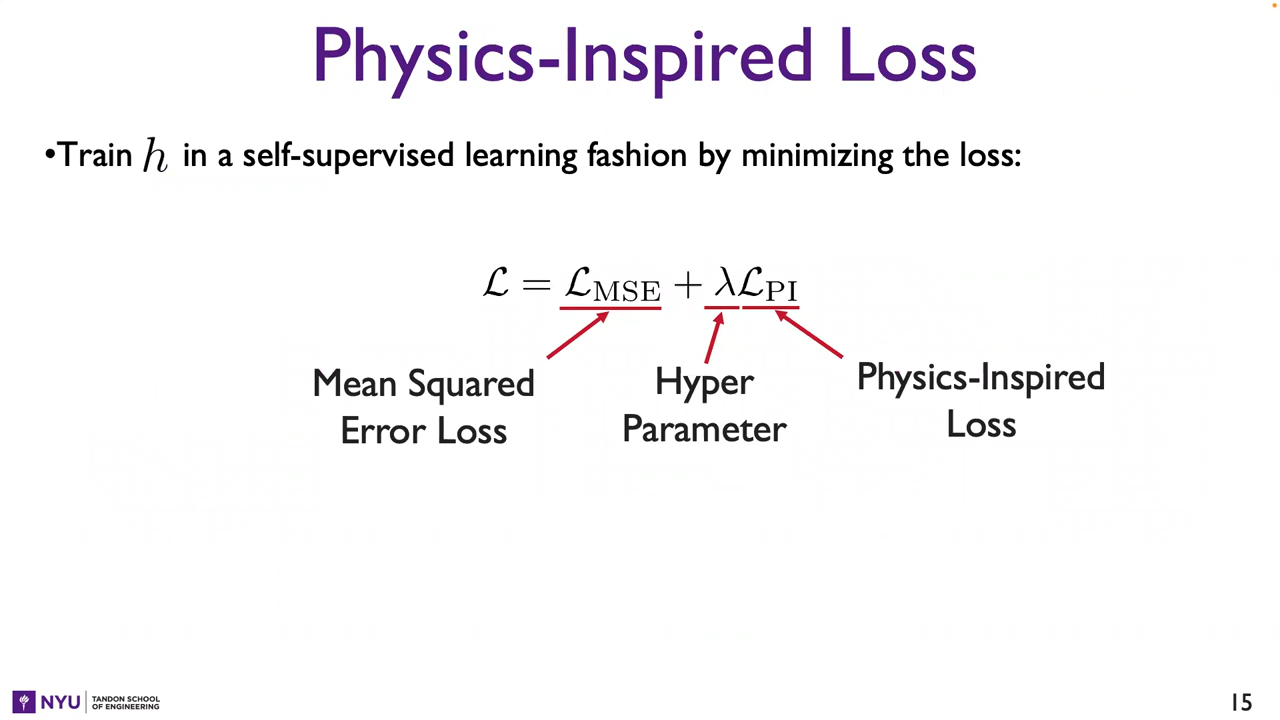 Physics-Inspired Loss
•Train h in a self-supervised learning fashion by minimizing the loss:
ℒ = ℒ_MSE + λℒ_PI
Mean Squared
Error Loss
Hyper
Parameter
Physics-Inspired
Loss
NYU
TANDON SCHOOL
OF ENGINEERING
15